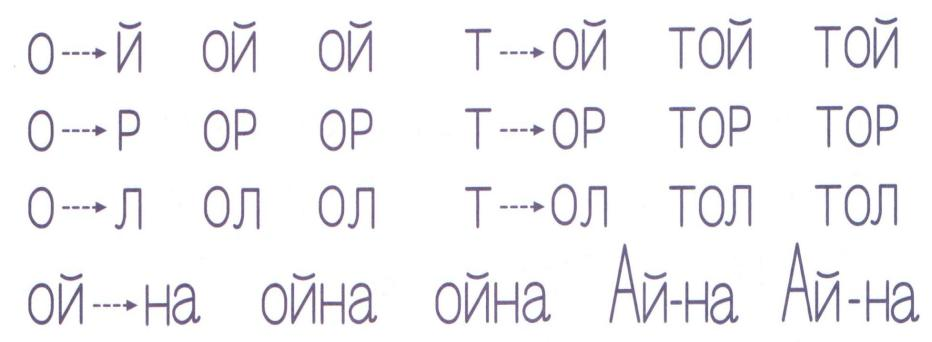 о → й ой ой т → ой той той
о → р ор ор т → ор тор тор
о → л ол ол т → ол тол тол
ой → на ойна ойна Ай-на Ай-на